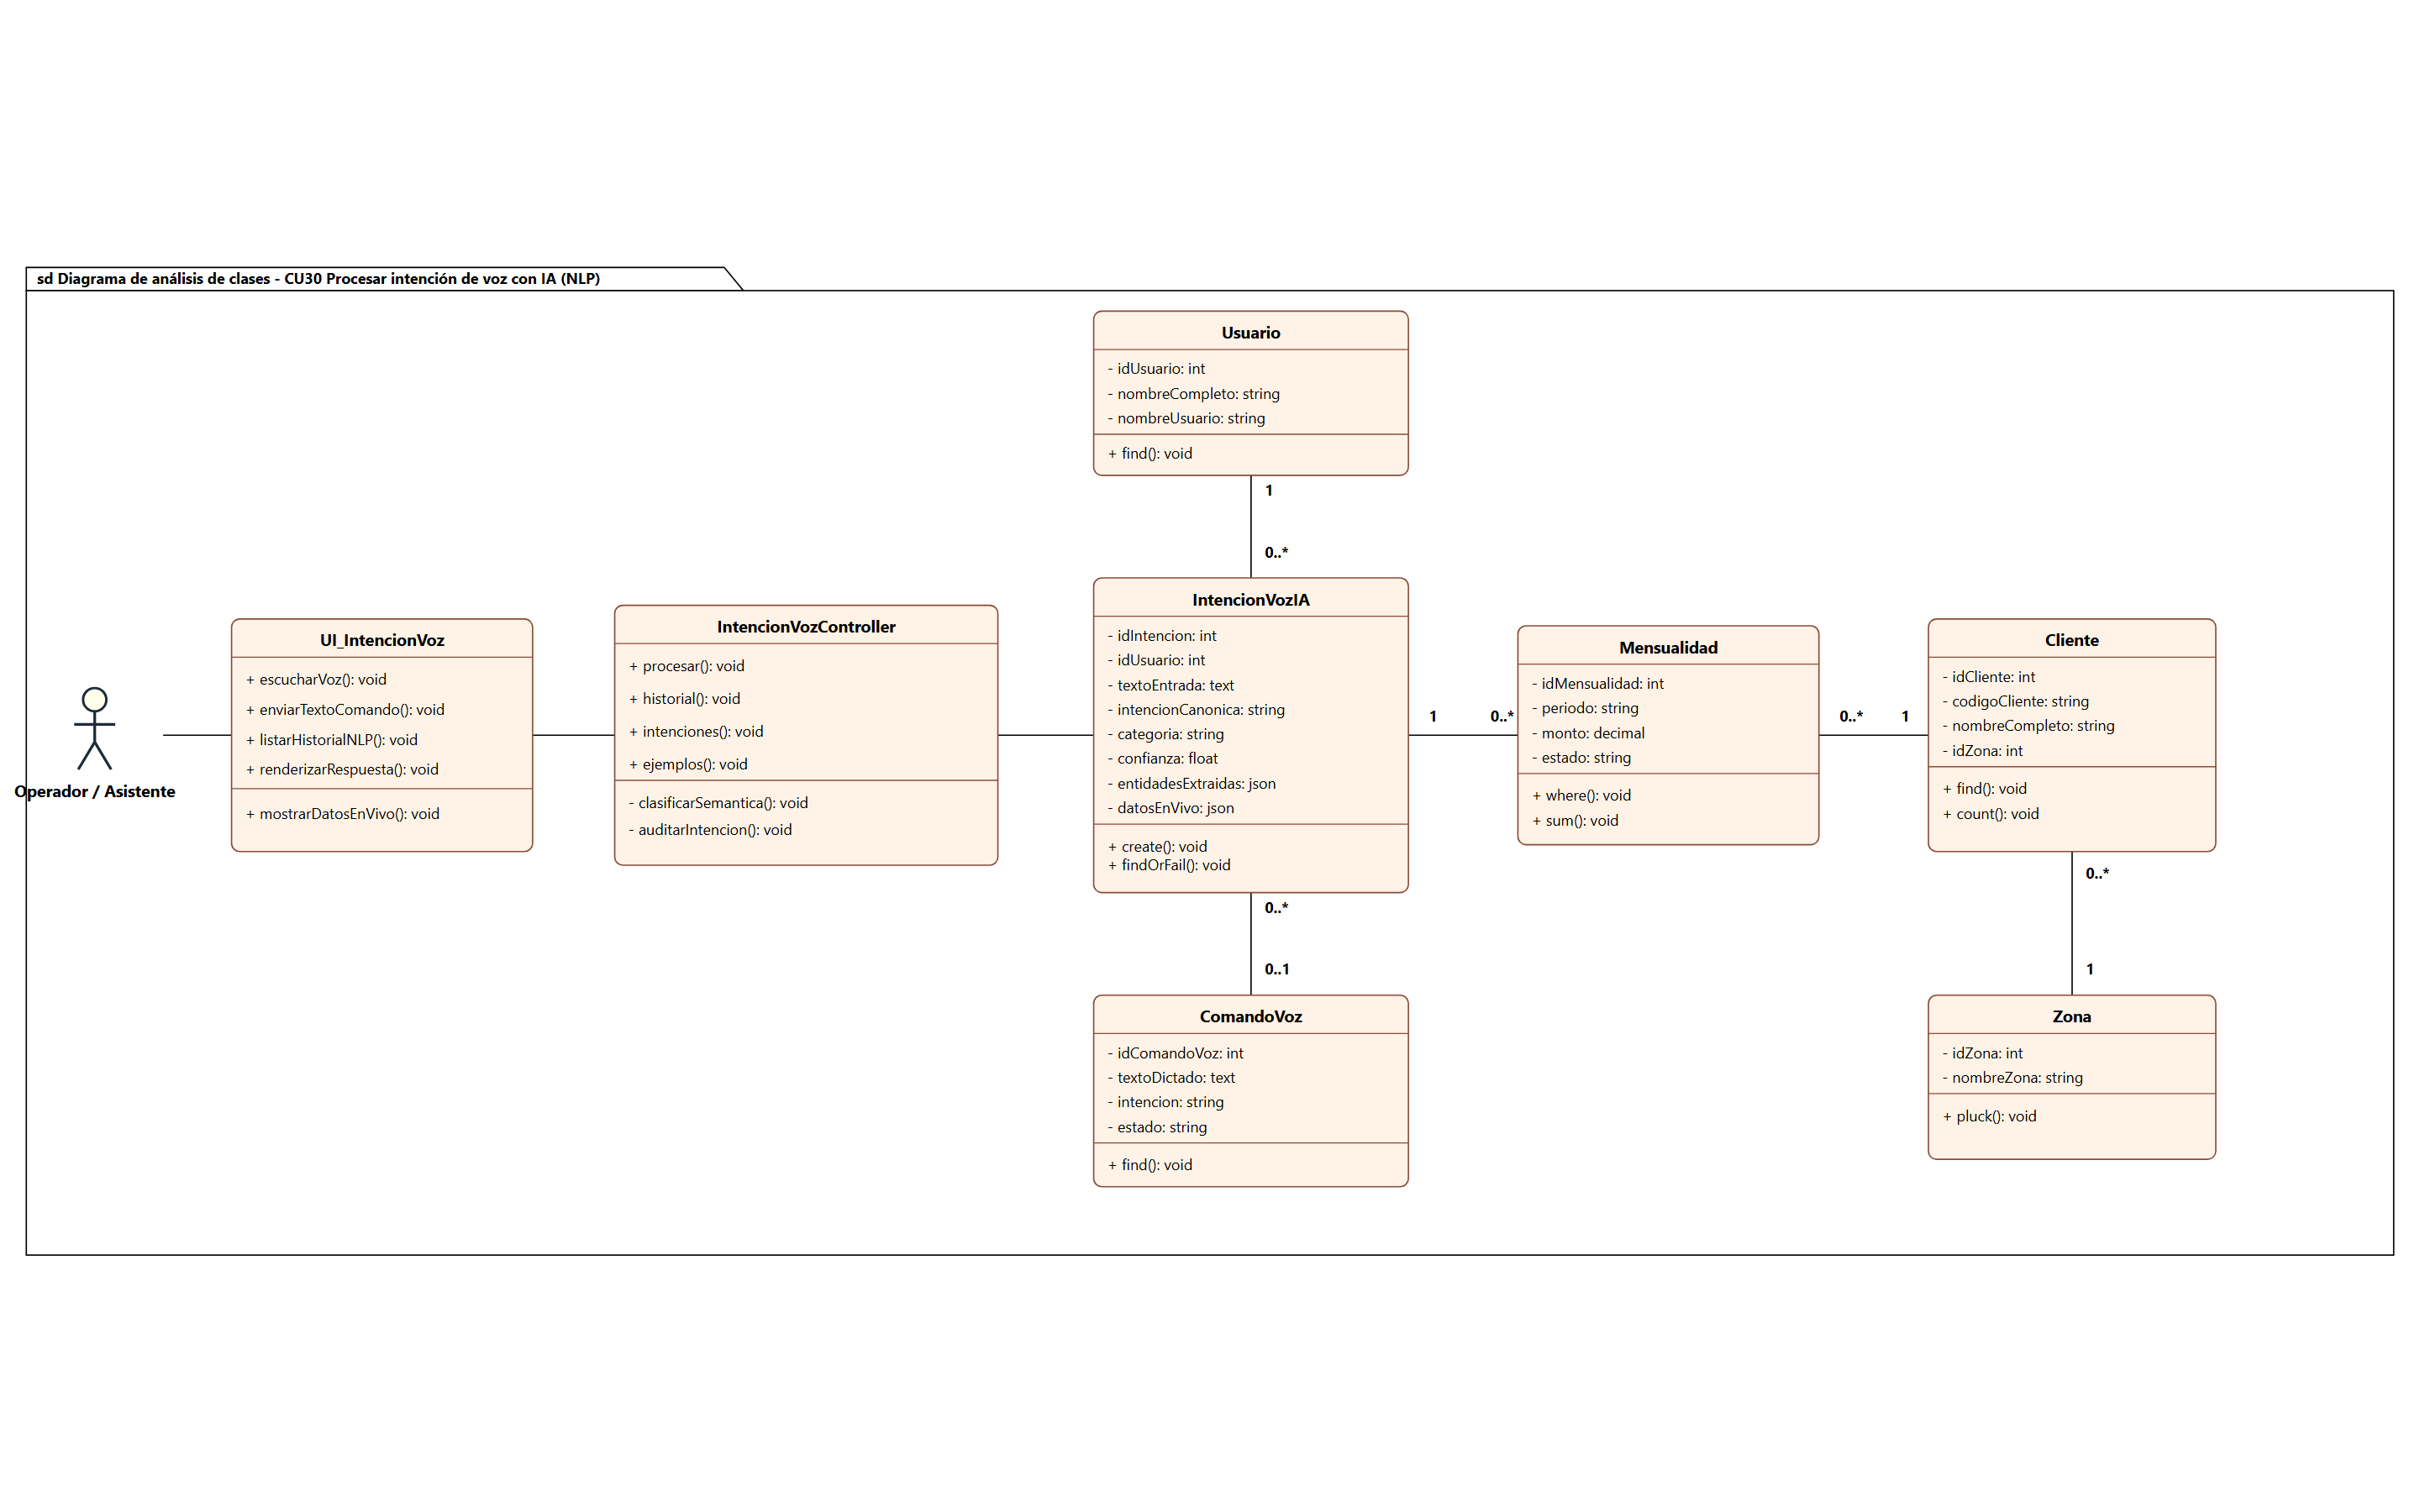 sd Diagrama de análisis de clases - CU30 Procesar intención de voz con IA (NLP)
Usuario
- idUsuario: int
- nombreCompleto: string
- nombreUsuario: string
+ find(): void
1
0..*
Operador / Asistente
UI_IntencionVoz
+ escucharVoz(): void
+ enviarTextoComando(): void
+ listarHistorialNLP(): void
+ renderizarRespuesta(): void
+ mostrarDatosEnVivo(): void
IntencionVozController
+ procesar(): void
+ historial(): void
+ intenciones(): void
+ ejemplos(): void
- clasificarSemantica(): void
- auditarIntencion(): void
IntencionVozIA
- idIntencion: int
- idUsuario: int
- textoEntrada: text
- intencionCanonica: string
- categoria: string
- confianza: float
- entidadesExtraidas: json
- datosEnVivo: json
+ create(): void
+ findOrFail(): void
1
0..*
Mensualidad
- idMensualidad: int
- periodo: string
- monto: decimal
- estado: string
+ where(): void
+ sum(): void
0..*
1
Cliente
- idCliente: int
- codigoCliente: string
- nombreCompleto: string
- idZona: int
+ find(): void
+ count(): void
0..*
1
0..*
0..1
ComandoVoz
- idComandoVoz: int
- textoDictado: text
- intencion: string
- estado: string
+ find(): void
Zona
- idZona: int
- nombreZona: string
+ pluck(): void